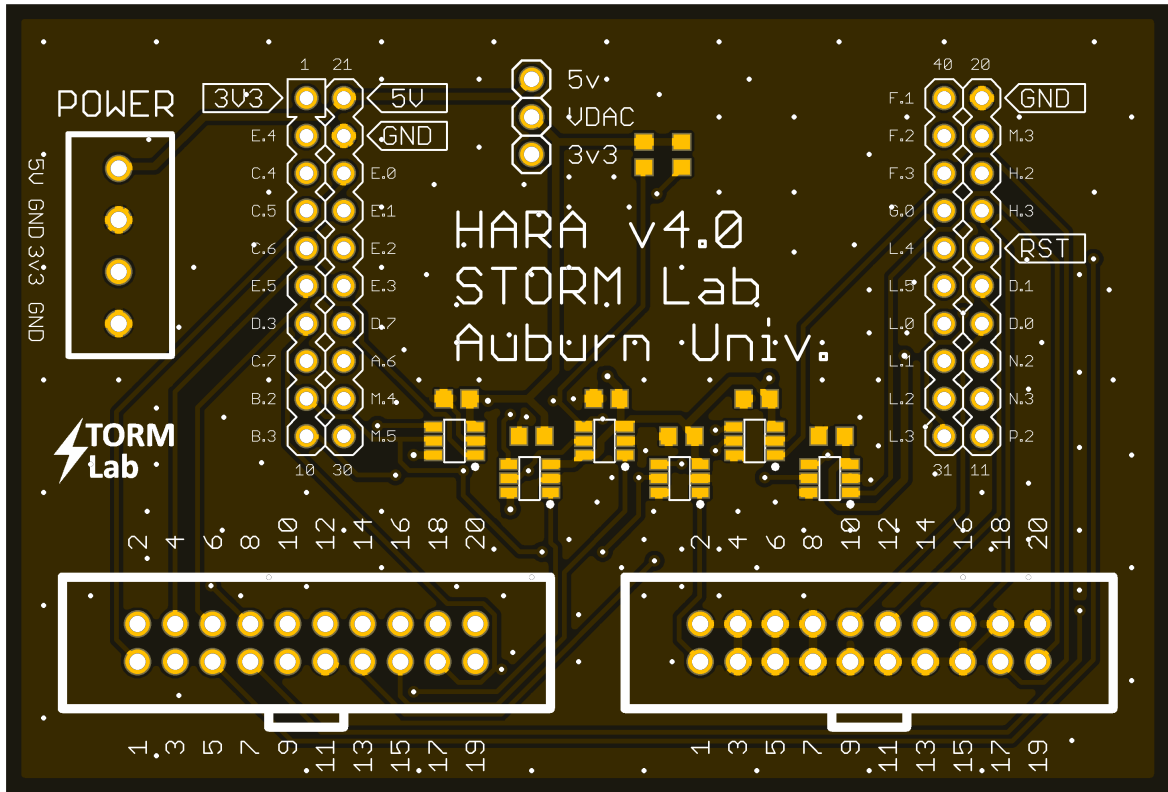 1 21
40 20
3V3 5V
5v
F.1 GND
POWER
VDAC
E.4 GND
F.2 M.3
3v3
C.4 E.0
F.3 H.2
5V GND 3v3 GND
C.5 E.1
G.0 H.3
HARA v4.0
C.6 E.2
L.4 RST
STORM Lab
E.5 E.3
L.5 D.1
D.3 D.7
L.0 D.0
Auburn Univ.
C.7 A.6
L.1 N.2
B.2 M.4
L.2 N.3
B.3 M.5
L.3 P.2
TORM
Lab
10 30
31 11
2 4 6 8 10 12 14 16 18 20
2 4 6 8 10 12 14 16 18 20
1 3 5 7 9 11 13 15 17 19
1 3 5 7 9 11 13 15 17 19